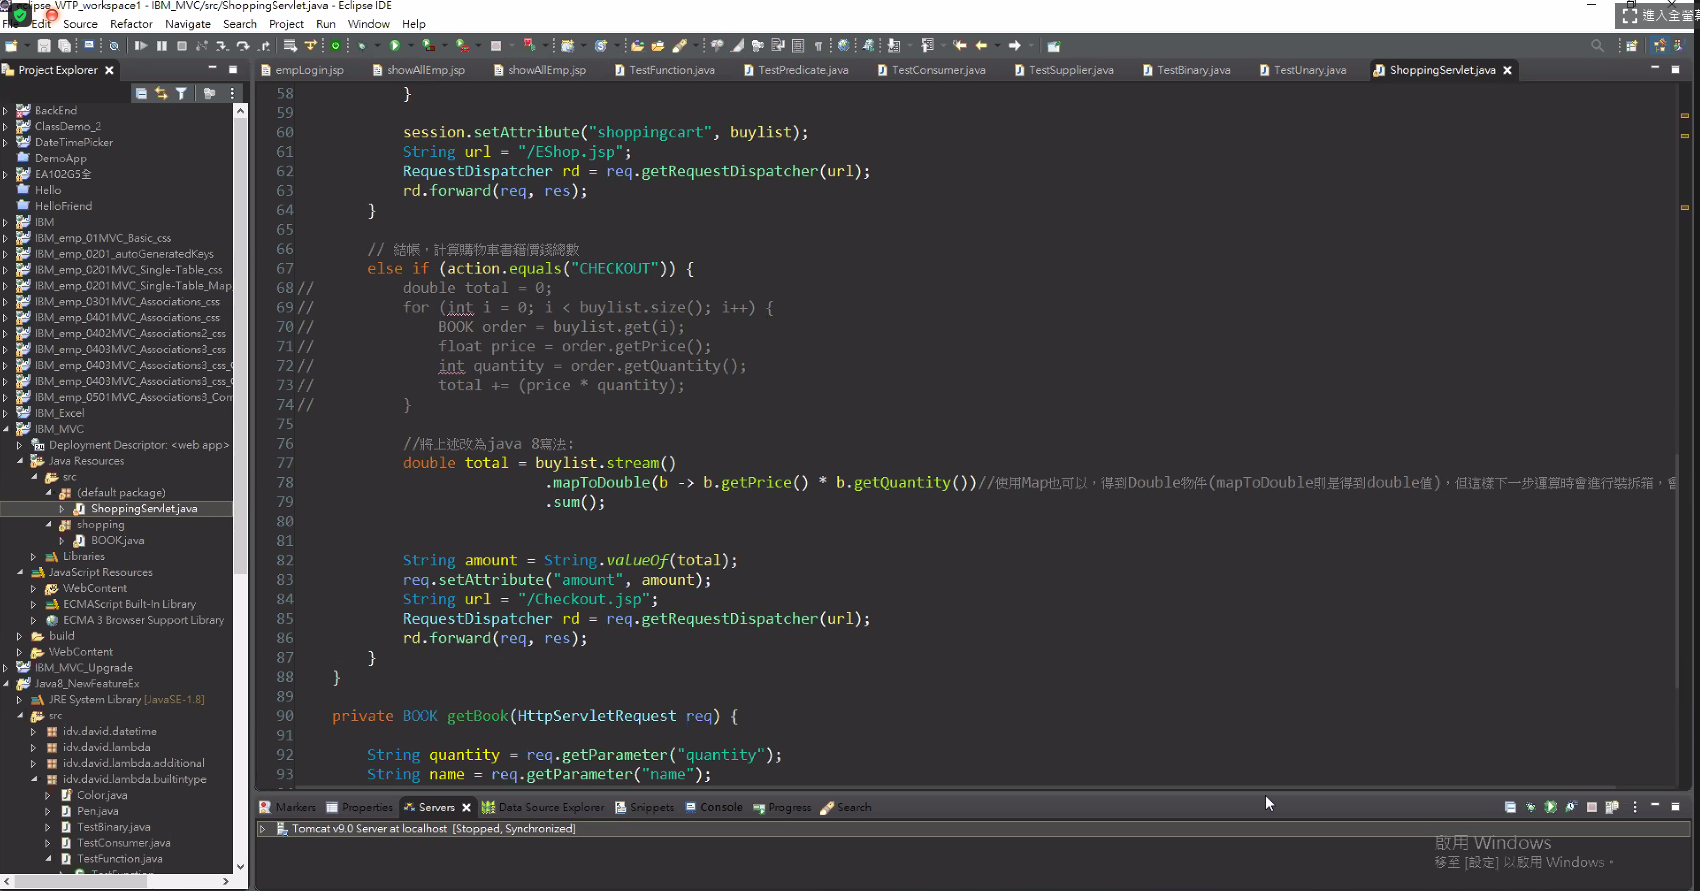 eclipse_WTP_workspace1 - IBM_MVC/src/ShoppingServlet.java - Eclipse IDE
Edit Source Refactor Navigate Search Project Run Window Help
進入全螢幕
Project Explorer
empLogin.jsp showAllEmp.jsp showAllEmp.jsp TestFunction.java TestPredicate.java TestConsumer.java TestSupplier.java TestBinary.java TestUnary.java ShoppingServlet.java
BackEnd
ClassDemo_2
DateTimePicker
DemoApp
EA102G5全
Hello
HelloFriend
IBM
IBM_emp_01MVC_Basic_css
IBM_emp_0201_autoGeneratedKeys
IBM_emp_0201MVC_Single-Table_css
IBM_emp_0201MVC_Single-Table_Map_
IBM_emp_0301MVC_Associations_css
IBM_emp_0401MVC_Associations_css
IBM_emp_0402MVC_Associations2_css
IBM_emp_0403MVC_Associations3_css
IBM_emp_0403MVC_Associations3_css_C
IBM_emp_0403MVC_Associations3_css_C
IBM_emp_0501MVC_Associations3_Com
IBM_Excel
IBM_MVC
Deployment Descriptor: <web app>
Java Resources
src
(default package)
ShoppingServlet.java
shopping
BOOK.java
Libraries
JavaScript Resources
WebContent
ECMAScript Built-In Library
ECMA 3 Browser Support Library
build
WebContent
IBM_MVC_Upgrade
Java8_NewFeatureEx
JRE System Library [JavaSE-1.8]
src
idv.david.datetime
idv.david.lambda
idv.david.lambda.additional
idv.david.lambda.builtintype
Color.java
Pen.java
TestBinary.java
TestConsumer.java
TestFunction.java
58 }
59
60 session.setAttribute("shoppingcart", buylist);
61 String url = "/EShop.jsp";
62 RequestDispatcher rd = req.getRequestDispatcher(url);
63 rd.forward(req, res);
64 }
65
66 // 結帳，計算購物車書籍價錢總數
67 else if (action.equals("CHECKOUT")) {
68 // double total = 0;
69 // for (int i = 0; i < buylist.size(); i++) {
70 // BOOK order = buylist.get(i);
71 // float price = order.getPrice();
72 // int quantity = order.getQuantity();
73 // total += (price * quantity);
74 // }
75
76 //將上述改為java 8寫法:
77 double total = buylist.stream()
78 .mapToDouble(b -> b.getPrice() * b.getQuantity())//使用Map也可以，得到Double物件(mapToDouble則是得到double值)，但這樣下一步運算時會進行裝拆箱，會
79 .sum();
80
81
82 String amount = String.valueOf(total);
83 req.setAttribute("amount", amount);
84 String url = "/Checkout.jsp";
85 RequestDispatcher rd = req.getRequestDispatcher(url);
86 rd.forward(req, res);
87 }
88 }
89
90 private BOOK getBook(HttpServletRequest req) {
91
92 String quantity = req.getParameter("quantity");
93 String name = req.getParameter("name");
Markers Properties Servers Data Source Explorer Snippets Console Progress Search
Tomcat v9.0 Server at localhost [Stopped, Synchronized]
啟用 Windows
移至 [設定] 以啟用 Windows。